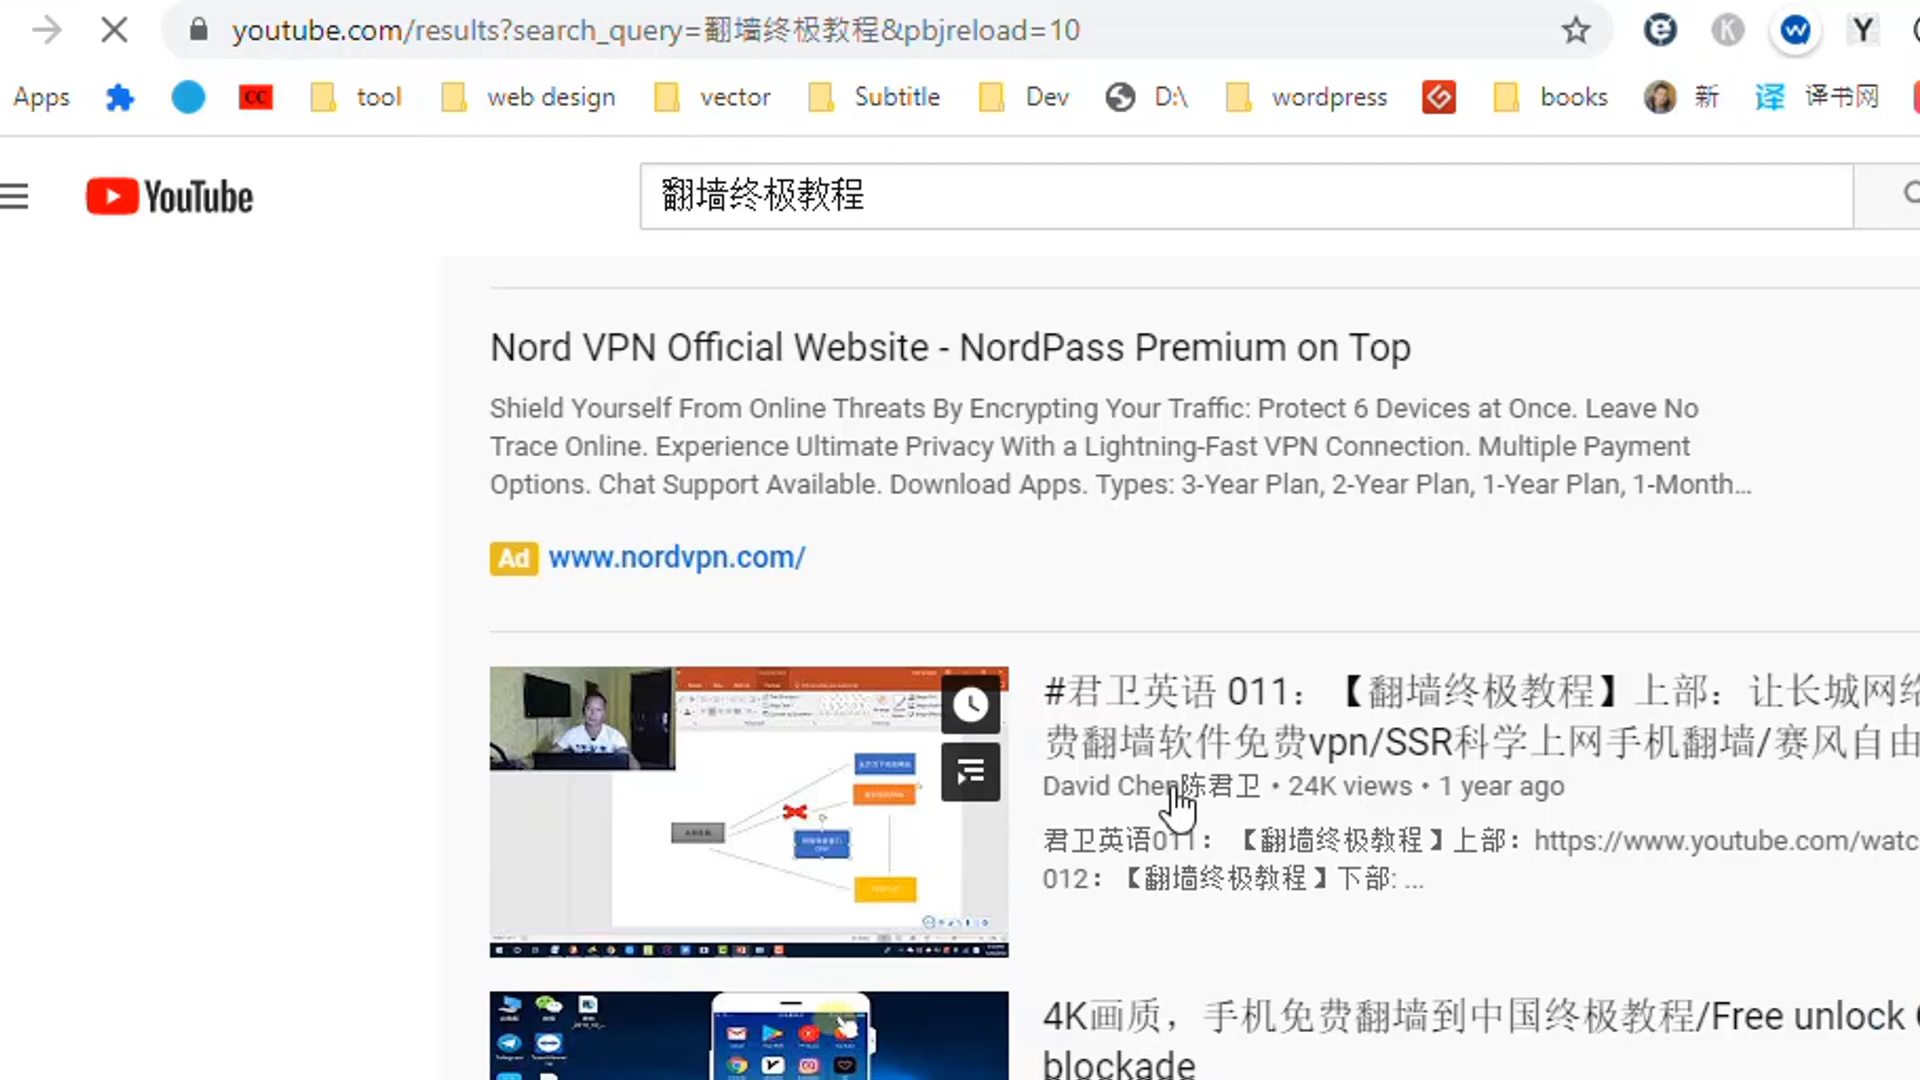 youtube.com/results?search_query=翻墙终极教程&pbjreload=10
Apps CC tool web design vector Subtitle Dev D:\ wordpress books 新 译 译书网
YouTube
翻墙终极教程
Nord VPN Official Website - NordPass Premium on Top
Shield Yourself From Online Threats By Encrypting Your Traffic: Protect 6 Devices at Once. Leave No
Trace Online. Experience Ultimate Privacy With a Lightning-Fast VPN Connection. Multiple Payment
Options. Chat Support Available. Download Apps. Types: 3-Year Plan, 2-Year Plan, 1-Year Plan, 1-Month...
Ad www.nordvpn.com/
#君卫英语 011：【翻墙终极教程】上部：让长城网络
费翻墙软件免费vpn/SSR科学上网手机翻墙/赛风自由
David Chen陈君卫 • 24K views • 1 year ago
君卫英语011：【翻墙终极教程】上部：https://www.youtube.com/watc
012：【翻墙终极教程】下部: ...
4K画质，手机免费翻墙到中国终极教程/Free unlock
blockade